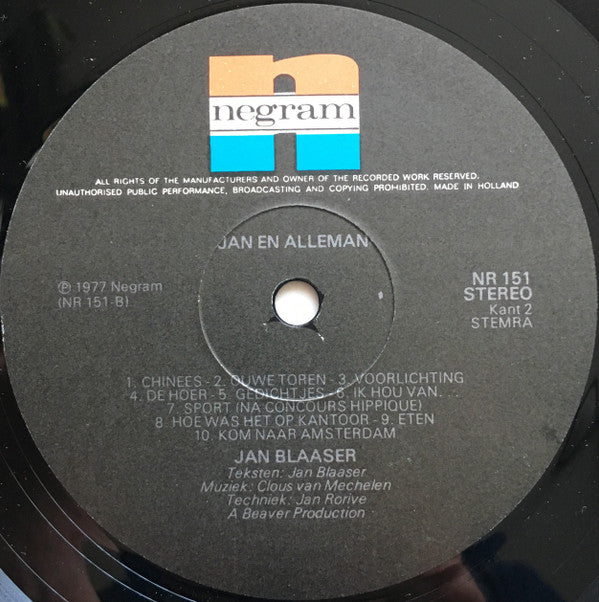 negram
ALL RIGHTS OF THE MANUFACTURERS AND OWNER OF THE RECORDED WORK RESERVED.
UNAUTHORISED PUBLIC PERFORMANCE, BROADCASTING AND COPYING PROHIBITED. MADE IN HOLLAND
JAN EN ALLEMAN
℗ 1977 Negram
(NR 151-B)
NR 151
STEREO
Kant 2
STEMRA
1. CHINEES - 2. OUWE TOREN - 3. VOORLICHTING
4. DE HOER - 5. GEDICHTJES - 6. IK HOU VAN. . .
7. SPORT (NA CONCOURS HIPPIQUE)
8. HOE WAS HET OP KANTOOR - 9. ETEN
10. KOM NAAR AMSTERDAM
JAN BLAASER
Teksten: Jan Blaaser
Muziek: Clous van Mechelen
Techniek: Jan Rorive
A Beaver Production